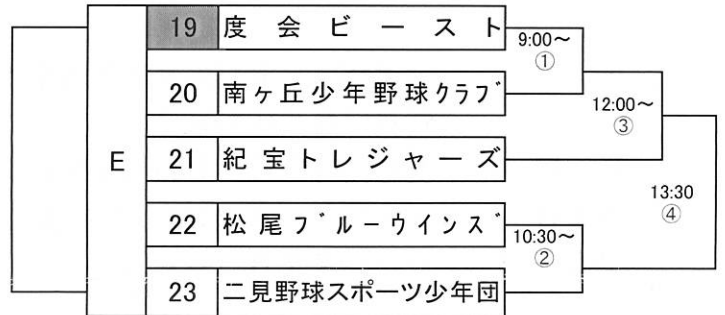 19 度会ビースト
9:00～
①
20 南ヶ丘少年野球クラブ
12:00～
③
E
21 紀宝トレジャーズ
13:30
④
22 松尾ブルーウインズ
10:30～
②
23 二見野球スポーツ少年団